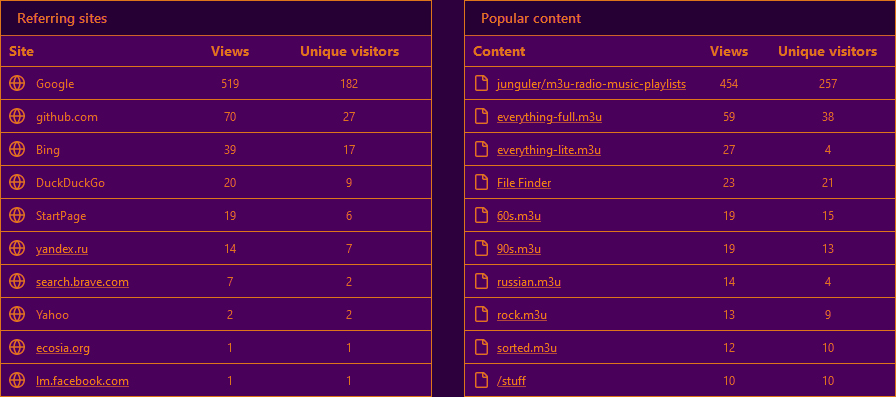 Referring sites
Site Views Unique visitors
Google 519 182
github.com 70 27
Bing 39 17
DuckDuckGo 20 9
StartPage 19 6
yandex.ru 14 7
search.brave.com 7 2
Yahoo 2 2
ecosia.org 1 1
lm.facebook.com 1 1
Popular content
Content Views Unique visitors
junguler/m3u-radio-music-playlists 454 257
everything-full.m3u 59 38
everything-lite.m3u 27 4
File Finder 23 21
60s.m3u 19 15
90s.m3u 19 13
russian.m3u 14 4
rock.m3u 13 9
sorted.m3u 12 10
/stuff 10 10